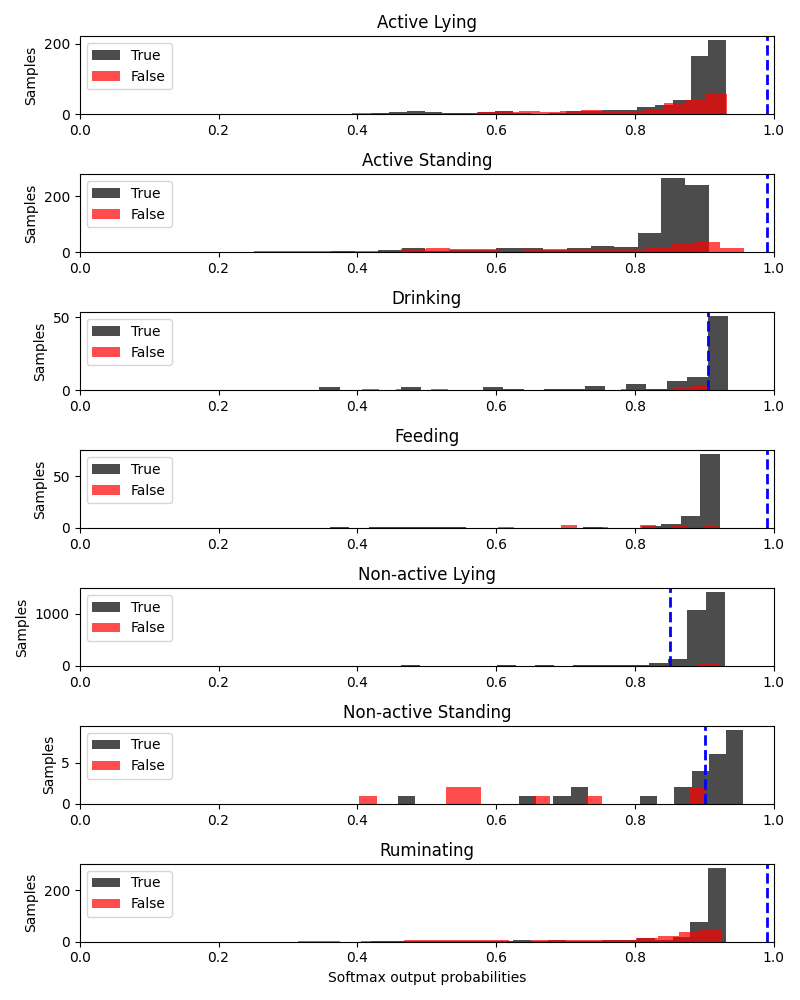 Active Lying
Samples
200
0
True
False
0.0 0.2 0.4 0.6 0.8 1.0
Active Standing
Samples
200
0
True
False
0.0 0.2 0.4 0.6 0.8 1.0
Drinking
Samples
50
0
True
False
0.0 0.2 0.4 0.6 0.8 1.0
Feeding
Samples
50
0
True
False
0.0 0.2 0.4 0.6 0.8 1.0
Non-active Lying
Samples
1000
0
True
False
0.0 0.2 0.4 0.6 0.8 1.0
Non-active Standing
Samples
5
0
True
False
0.0 0.2 0.4 0.6 0.8 1.0
Ruminating
Samples
200
0
True
False
0.0 0.2 0.4 0.6 0.8 1.0
Softmax output probabilities